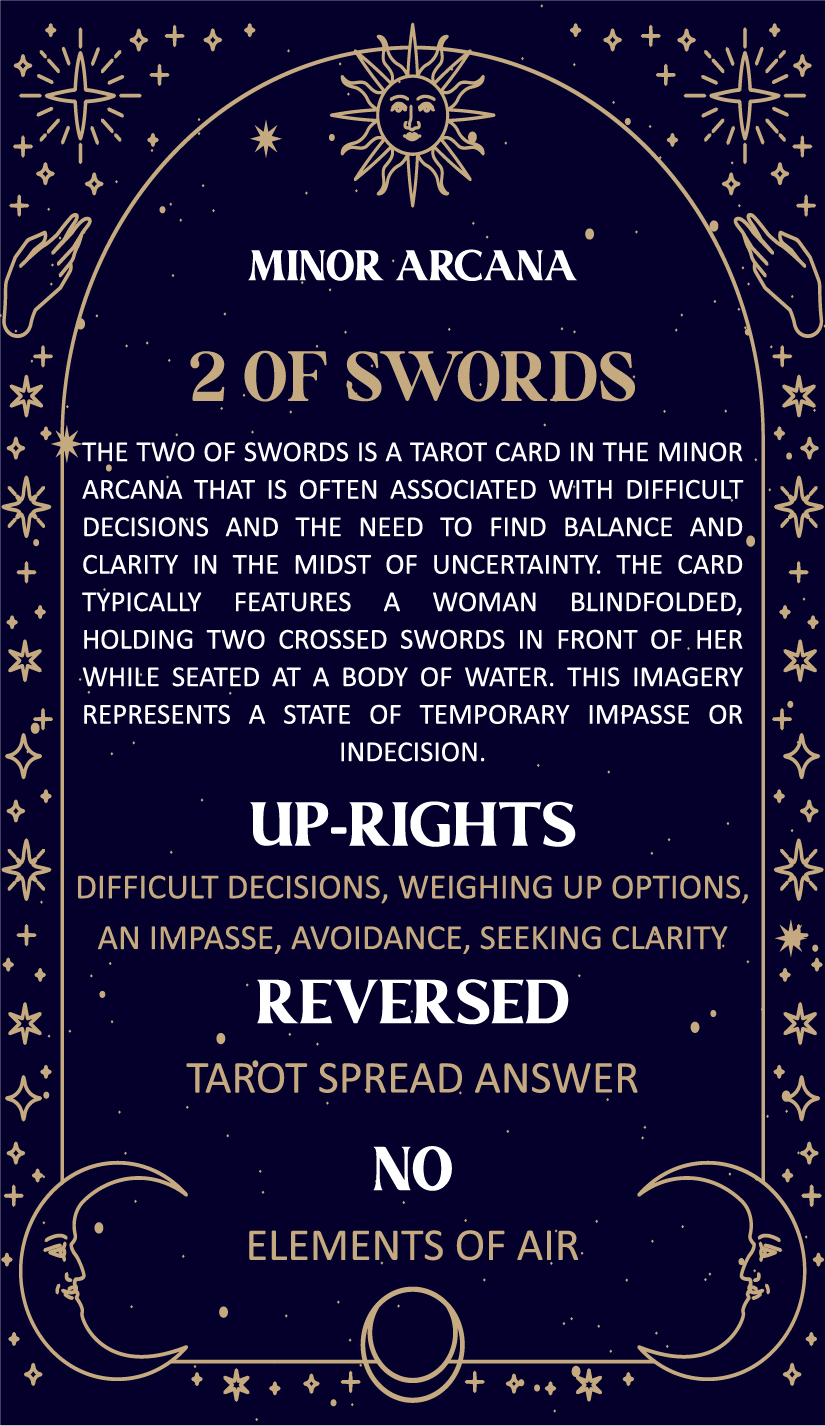 MINOR ARCANA
2 OF SWORDS
THE TWO OF SWORDS IS A TAROT CARD IN THE MINOR
ARCANA THAT IS OFTEN ASSOCIATED WITH DIFFICULT
DECISIONS AND THE NEED TO FIND BALANCE AND
CLARITY IN THE MIDST OF UNCERTAINTY. THE CARD
TYPICALLY FEATURES A WOMAN BLINDFOLDED,
HOLDING TWO CROSSED SWORDS IN FRONT OF HER
WHILE SEATED AT A BODY OF WATER. THIS IMAGERY
REPRESENTS A STATE OF TEMPORARY IMPASSE OR
INDECISION.
UP-RIGHTS
DIFFICULT DECISIONS, WEIGHING UP OPTIONS,
AN IMPASSE, AVOIDANCE, SEEKING CLARITY
REVERSED
TAROT SPREAD ANSWER
NO
ELEMENTS OF AIR